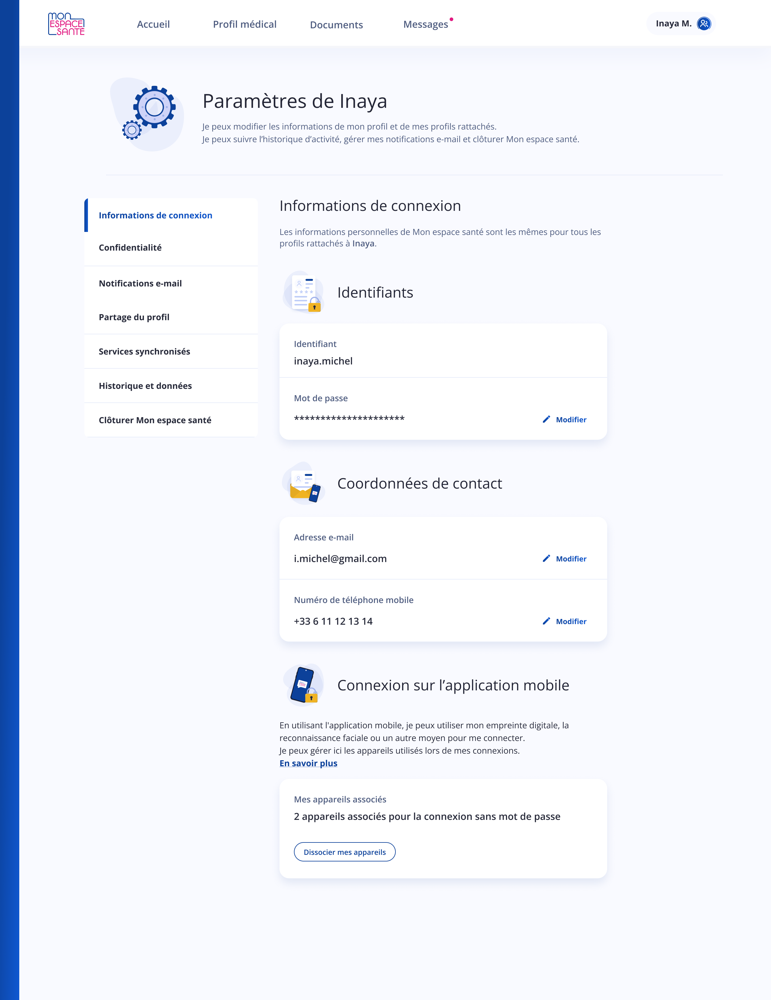 mon
ESPACE
SANTÉ
Accueil
Profil médical
Documents
Messages
Inaya M.
Paramètres de Inaya
Je peux modifier les informations de mon profil et de mes profils rattachés.
Je peux suivre l’historique d’activité, gérer mes notifications e-mail et clôturer Mon espace santé.
Informations de connexion
Confidentialité
Notifications e-mail
Partage du profil
Services synchronisés
Historique et données
Clôturer Mon espace santé
Informations de connexion
Les informations personnelles de Mon espace santé sont les mêmes pour tous les
profils rattachés à Inaya.
Identifiants
Identifiant
inaya.michel
Mot de passe
*********************
Modifier
Coordonnées de contact
Adresse e-mail
i.michel@gmail.com
Modifier
Numéro de téléphone mobile
+33 6 11 12 13 14
Modifier
Connexion sur l’application mobile
En utilisant l'application mobile, je peux utiliser mon empreinte digitale, la
reconnaissance faciale ou un autre moyen pour me connecter.
Je peux gérer ici les appareils utilisés lors de mes connexions.
En savoir plus
Mes appareils associés
2 appareils associés pour la connexion sans mot de passe
Dissocier mes appareils